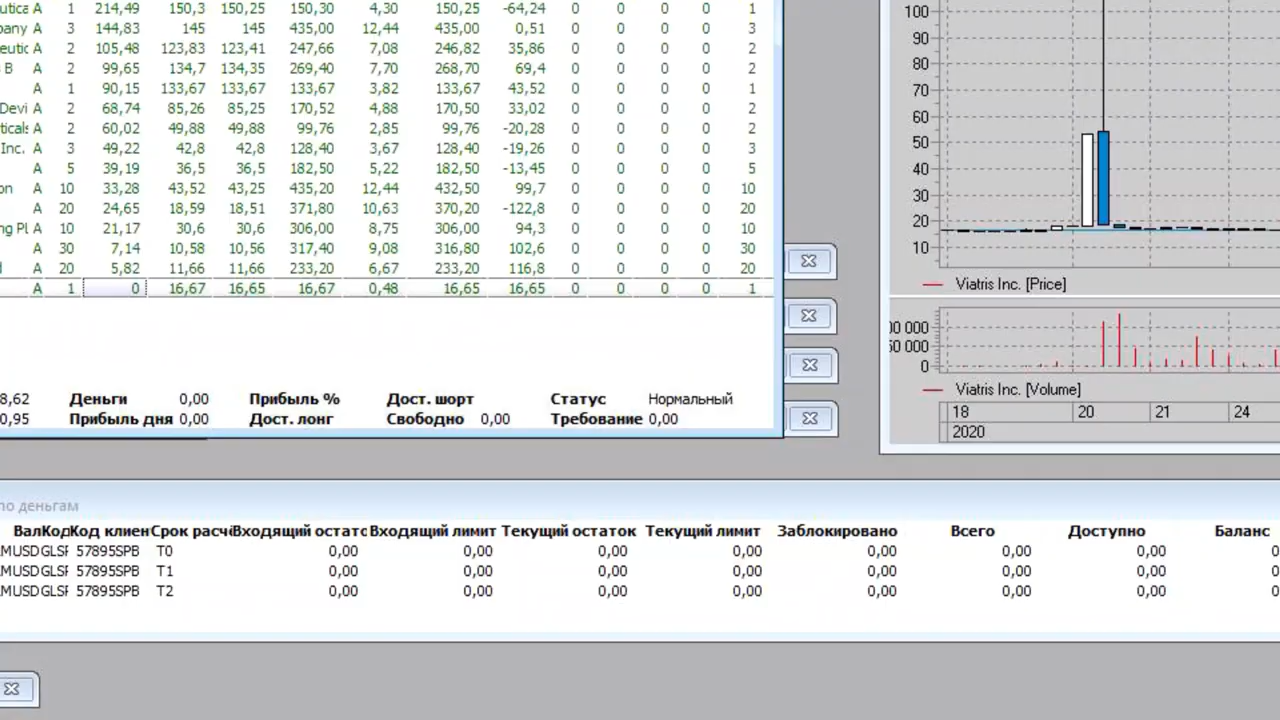 utica A 1 214,49 150,3 150,25 150,30 4,30 150,25 -64,24 0 0 0 0 1
pany A 3 144,83 145 145 435,00 12,44 435,00 0,51 0 0 0 0 3
eutic A 2 105,48 123,83 123,41 247,66 7,08 246,82 35,86 0 0 0 0 2
s B A 2 99,65 134,7 134,35 269,40 7,70 268,70 69,4 0 0 0 0 2
A 1 90,15 133,67 133,67 133,67 3,82 133,67 43,52 0 0 0 0 1
Devi A 2 68,74 85,26 85,25 170,52 4,88 170,50 33,02 0 0 0 0 2
ticals A 2 60,02 49,88 49,88 99,76 2,85 99,76 -20,28 0 0 0 0 2
Inc. A 3 49,22 42,8 42,8 128,40 3,67 128,40 -19,26 0 0 0 0 3
A 5 39,19 36,5 36,5 182,50 5,22 182,50 -13,45 0 0 0 0 5
on A 10 33,28 43,52 43,25 435,20 12,44 432,50 99,7 0 0 0 0 10
A 20 24,65 18,59 18,51 371,80 10,63 370,20 -122,8 0 0 0 0 20
ng Pl A 10 21,17 30,6 30,6 306,00 8,75 306,00 94,3 0 0 0 0 10
A 30 7,14 10,58 10,56 317,40 9,08 316,80 102,6 0 0 0 0 30
A 20 5,82 11,66 11,66 233,20 6,67 233,20 116,8 0 0 0 0 20
A 1 0 16,67 16,65 16,67 0,48 16,65 16,65 0 0 0 0 1
8,62 Деньги 0,00 Прибыль % Дост. шорт Статус Нормальный
0,95 Прибыль дня 0,00 Дост. лонг Свободно 0,00 Требование 0,00
100
90
80
70
60
50
40
30
20
10
Viatris Inc. [Price]
00 000
50 000
0
Viatris Inc. [Volume]
18 20 21 24
2020
по деньгам
Вал Код Код клиен Срок расч Входящий остатс Входящий лимит Текущий остаток Текущий лимит Заблокировано Всего Доступно Баланс
MUSDGLSF 57895SPB T0 0,00 0,00 0,00 0,00 0,00 0,00 0,00 0
MUSDGLSF 57895SPB T1 0,00 0,00 0,00 0,00 0,00 0,00 0,00 0
MUSDGLSF 57895SPB T2 0,00 0,00 0,00 0,00 0,00 0,00 0,00 0